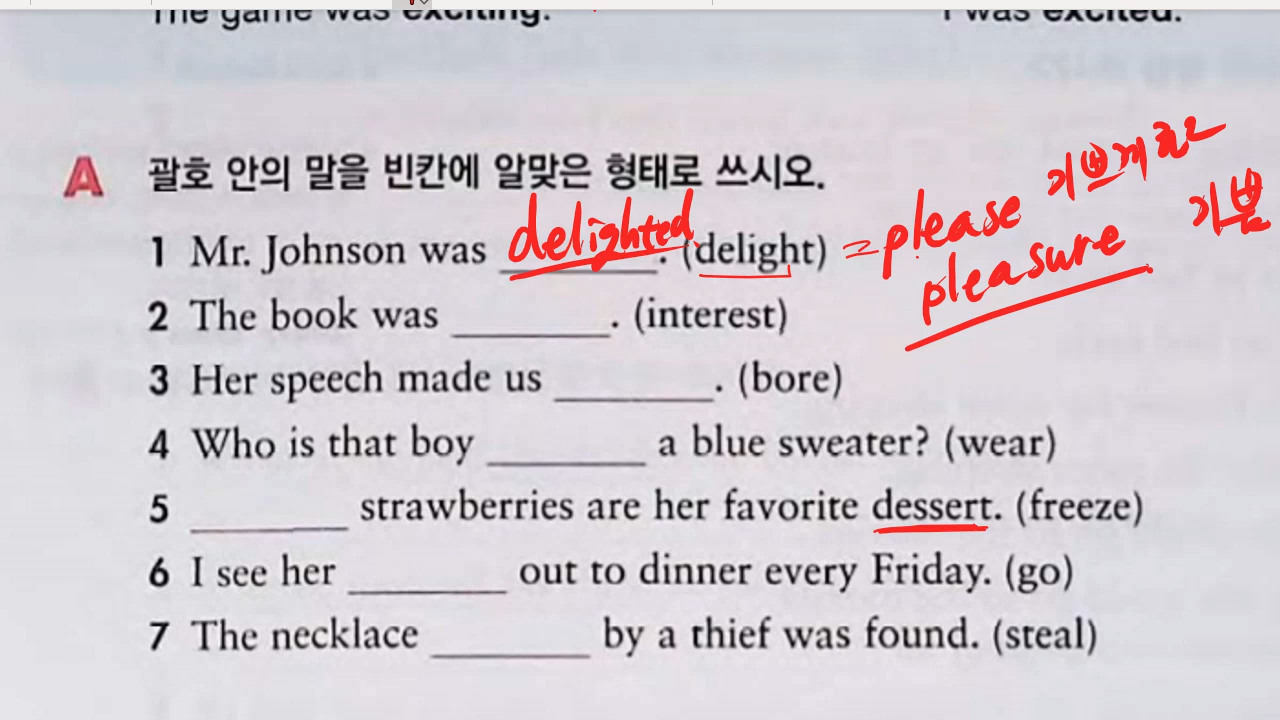 The game was exciting.
I was excited.
A 괄호 안의 말을 빈칸에 알맞은 형태로 쓰시오.
1 Mr. Johnson was delighted. (delight) = please 기쁘게 하는
pleasure 기쁨
2 The book was ________. (interest)
3 Her speech made us ________. (bore)
4 Who is that boy ________ a blue sweater? (wear)
5 ________ strawberries are her favorite dessert. (freeze)
6 I see her ________ out to dinner every Friday. (go)
7 The necklace ________ by a thief was found. (steal)